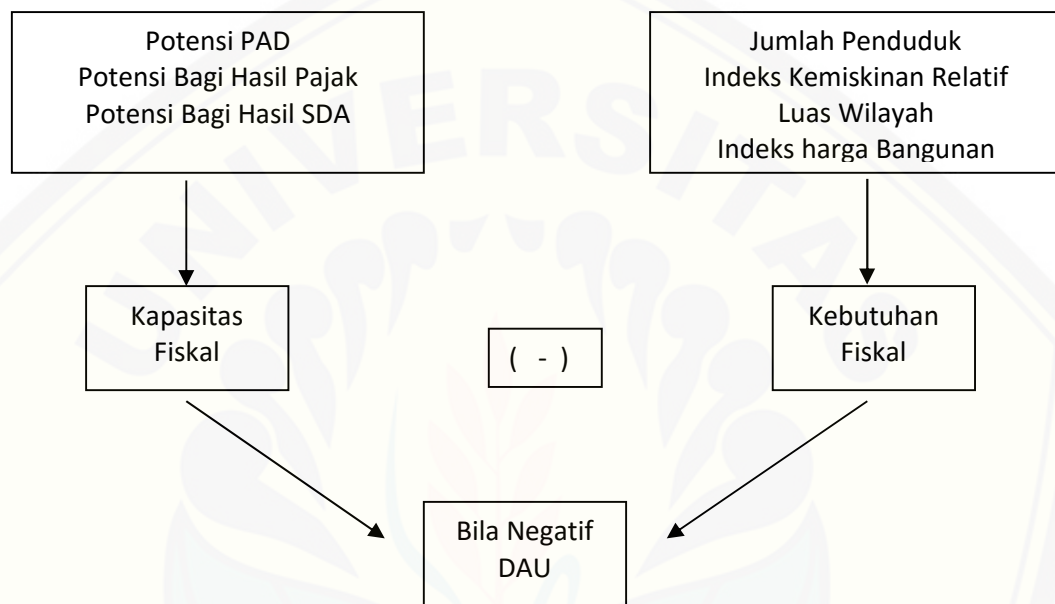 Potensi PAD
Potensi Bagi Hasil Pajak
Potensi Bagi Hasil SDA
Jumlah Penduduk
Indeks Kemiskinan Relatif
Luas Wilayah
Indeks harga Bangunan
Kapasitas
Fiskal
( - )
Kebutuhan
Fiskal
Bila Negatif
DAU
UNIVERSITAS